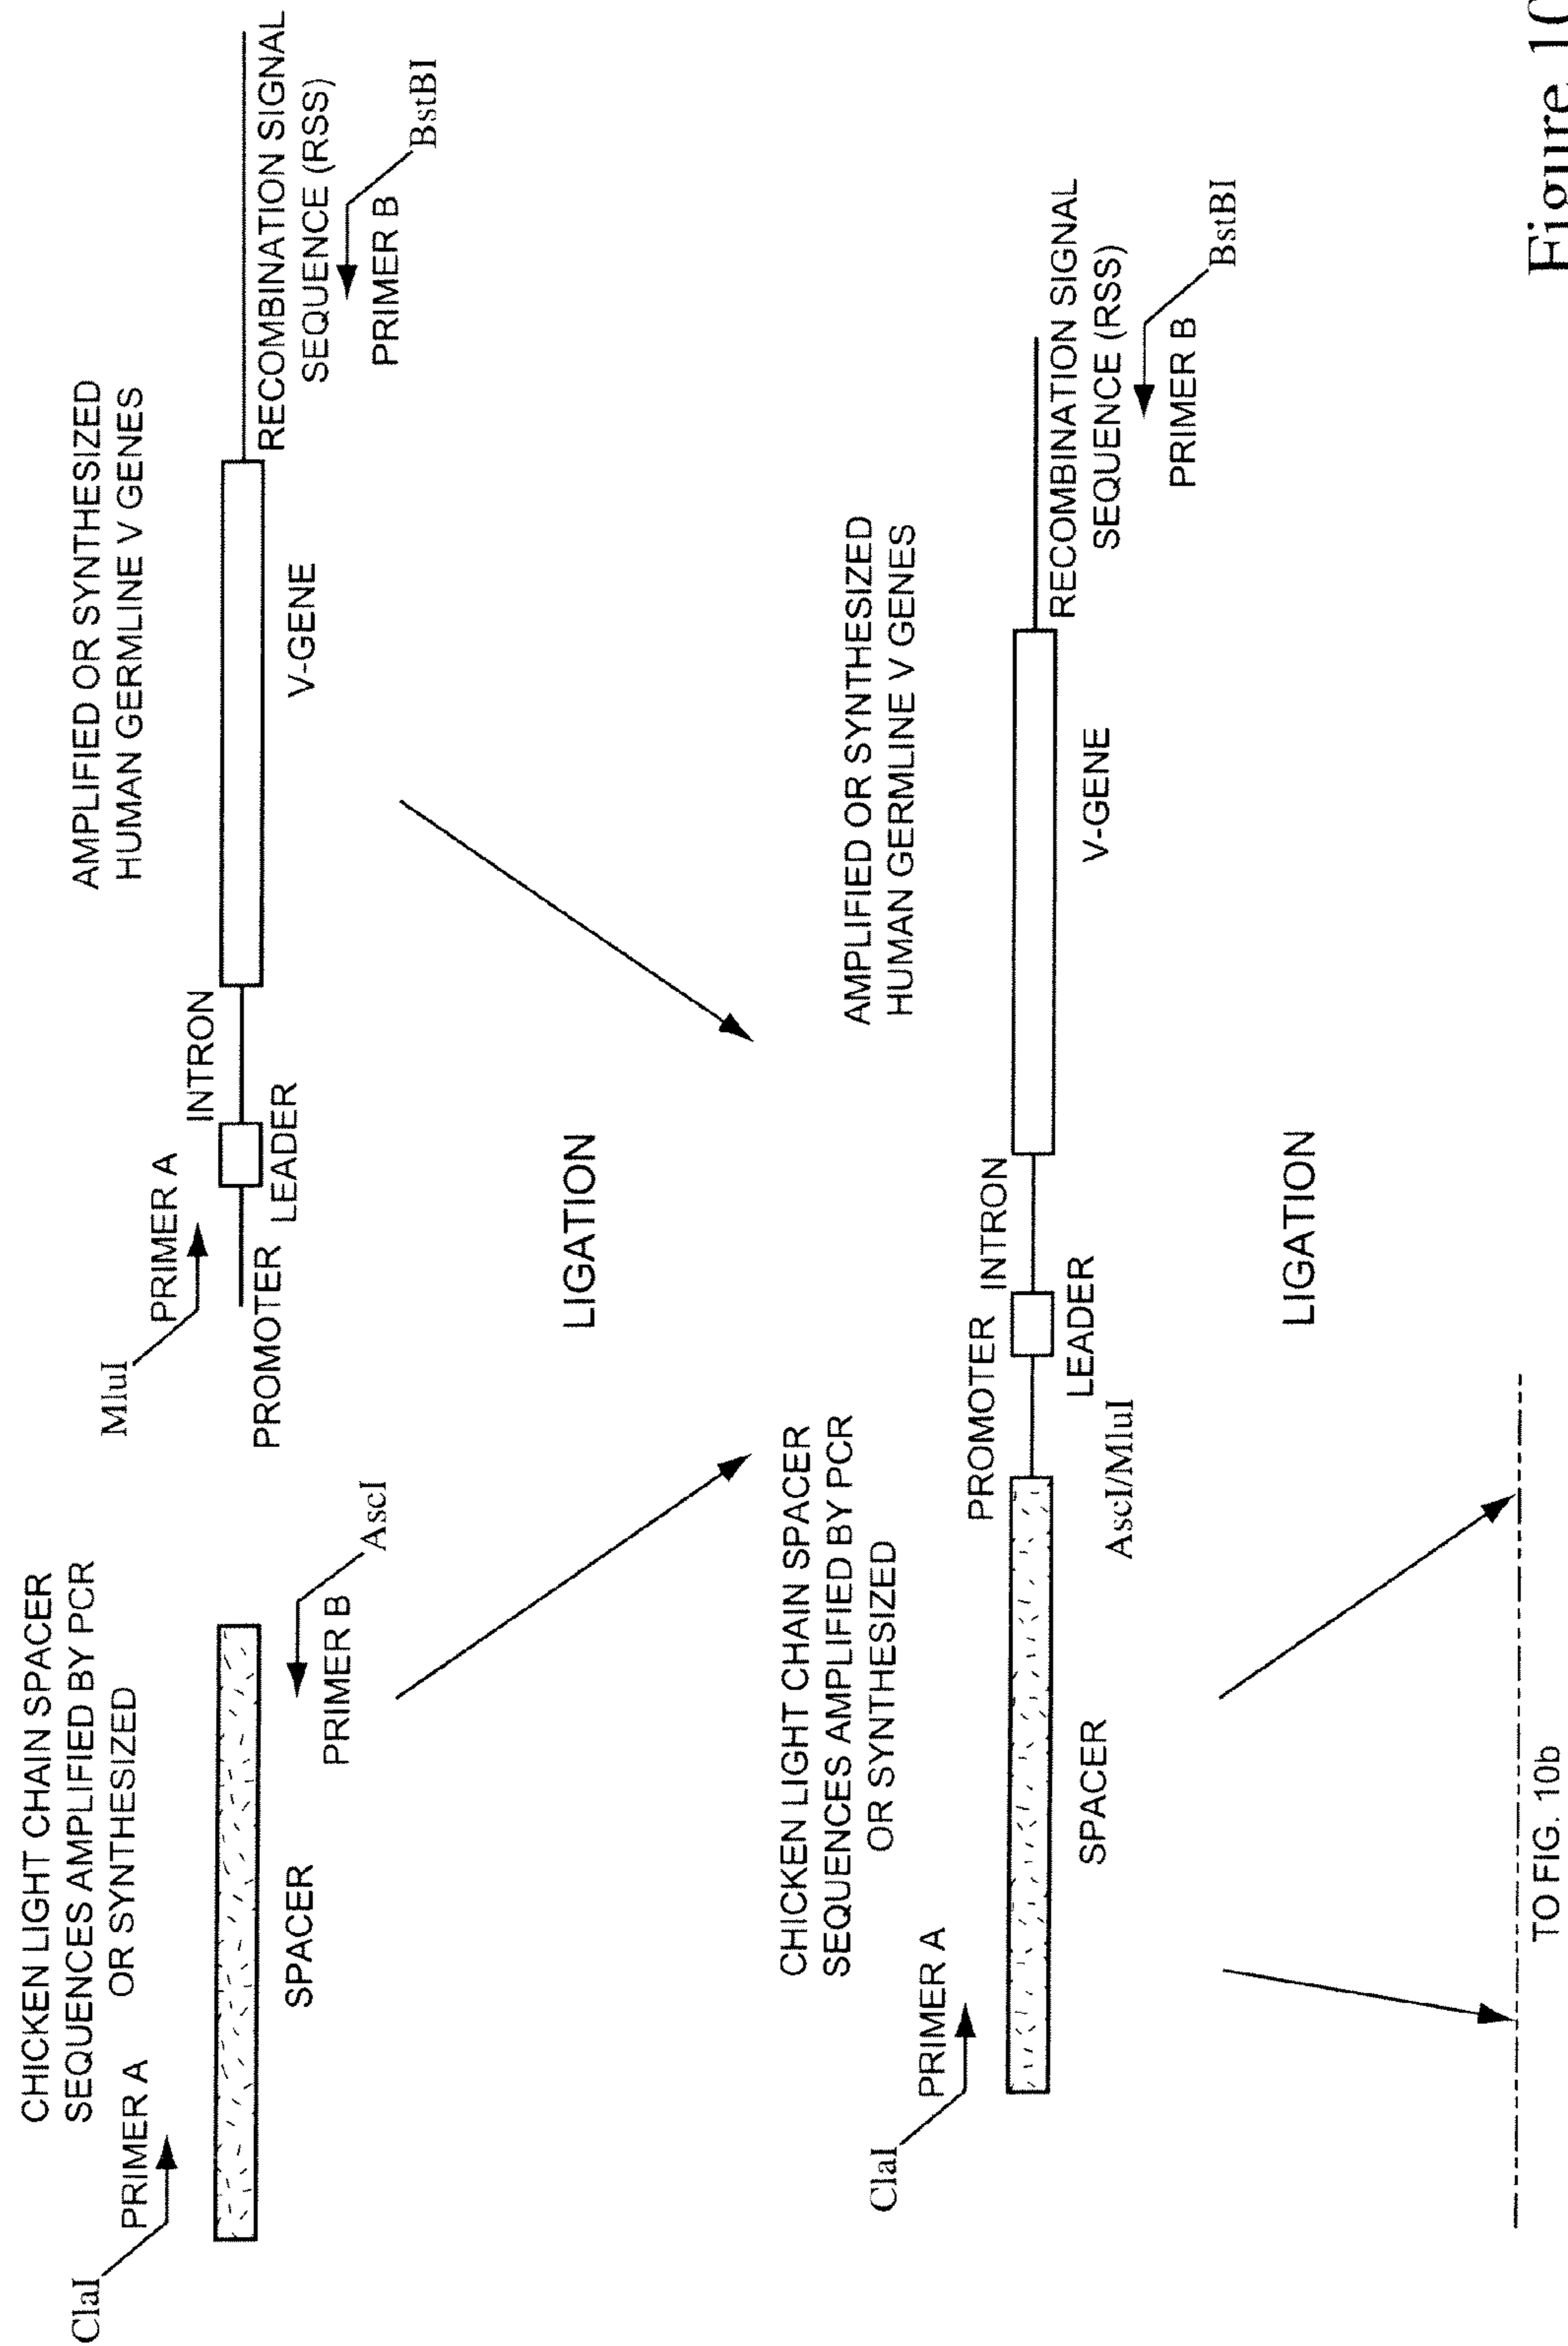 CHICKEN LIGHT CHAIN SPACER
SEQUENCES AMPLIFIED BY PCR
OR SYNTHESIZED
ClaI
PRIMER A
SPACER
PRIMER B
AscI
AMPLIFIED OR SYNTHESIZED
HUMAN GERMLINE V GENES
MluI
PRIMER A
INTRON
PROMOTER
LEADER
V-GENE
RECOMBINATION SIGNAL
SEQUENCE (RSS)
PRIMER B
BstBI
LIGATION
CHICKEN LIGHT CHAIN SPACER
SEQUENCES AMPLIFIED BY PCR
OR SYNTHESIZED
AMPLIFIED OR SYNTHESIZED
HUMAN GERMLINE V GENES
ClaI
PRIMER A
PROMOTER
INTRON
SPACER
LEADER
AscI/MluI
V-GENE
RECOMBINATION SIGNAL
SEQUENCE (RSS)
PRIMER B
BstBI
LIGATION
TO FIG. 10b
Figure 10